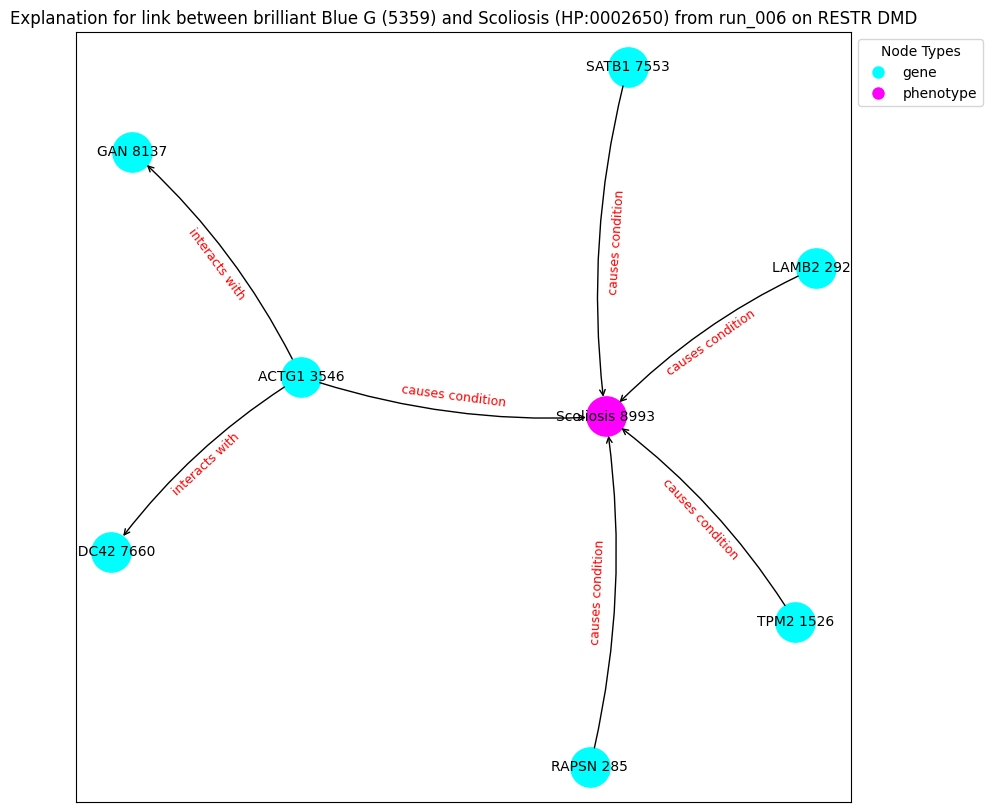 Explanation for link between brilliant Blue G (5359) and Scoliosis (HP:0002650) from run_006 on RESTR DMD
Node Types
gene
phenotype
SATB1 7553
GAN 8137
interacts with
causes condition
LAMB2 292
causes condition
ACTG1 3546
causes condition
Scoliosis 8993
interacts with
causes condition
DC42 7660
causes condition
TPM2 1526
RAPSN 285